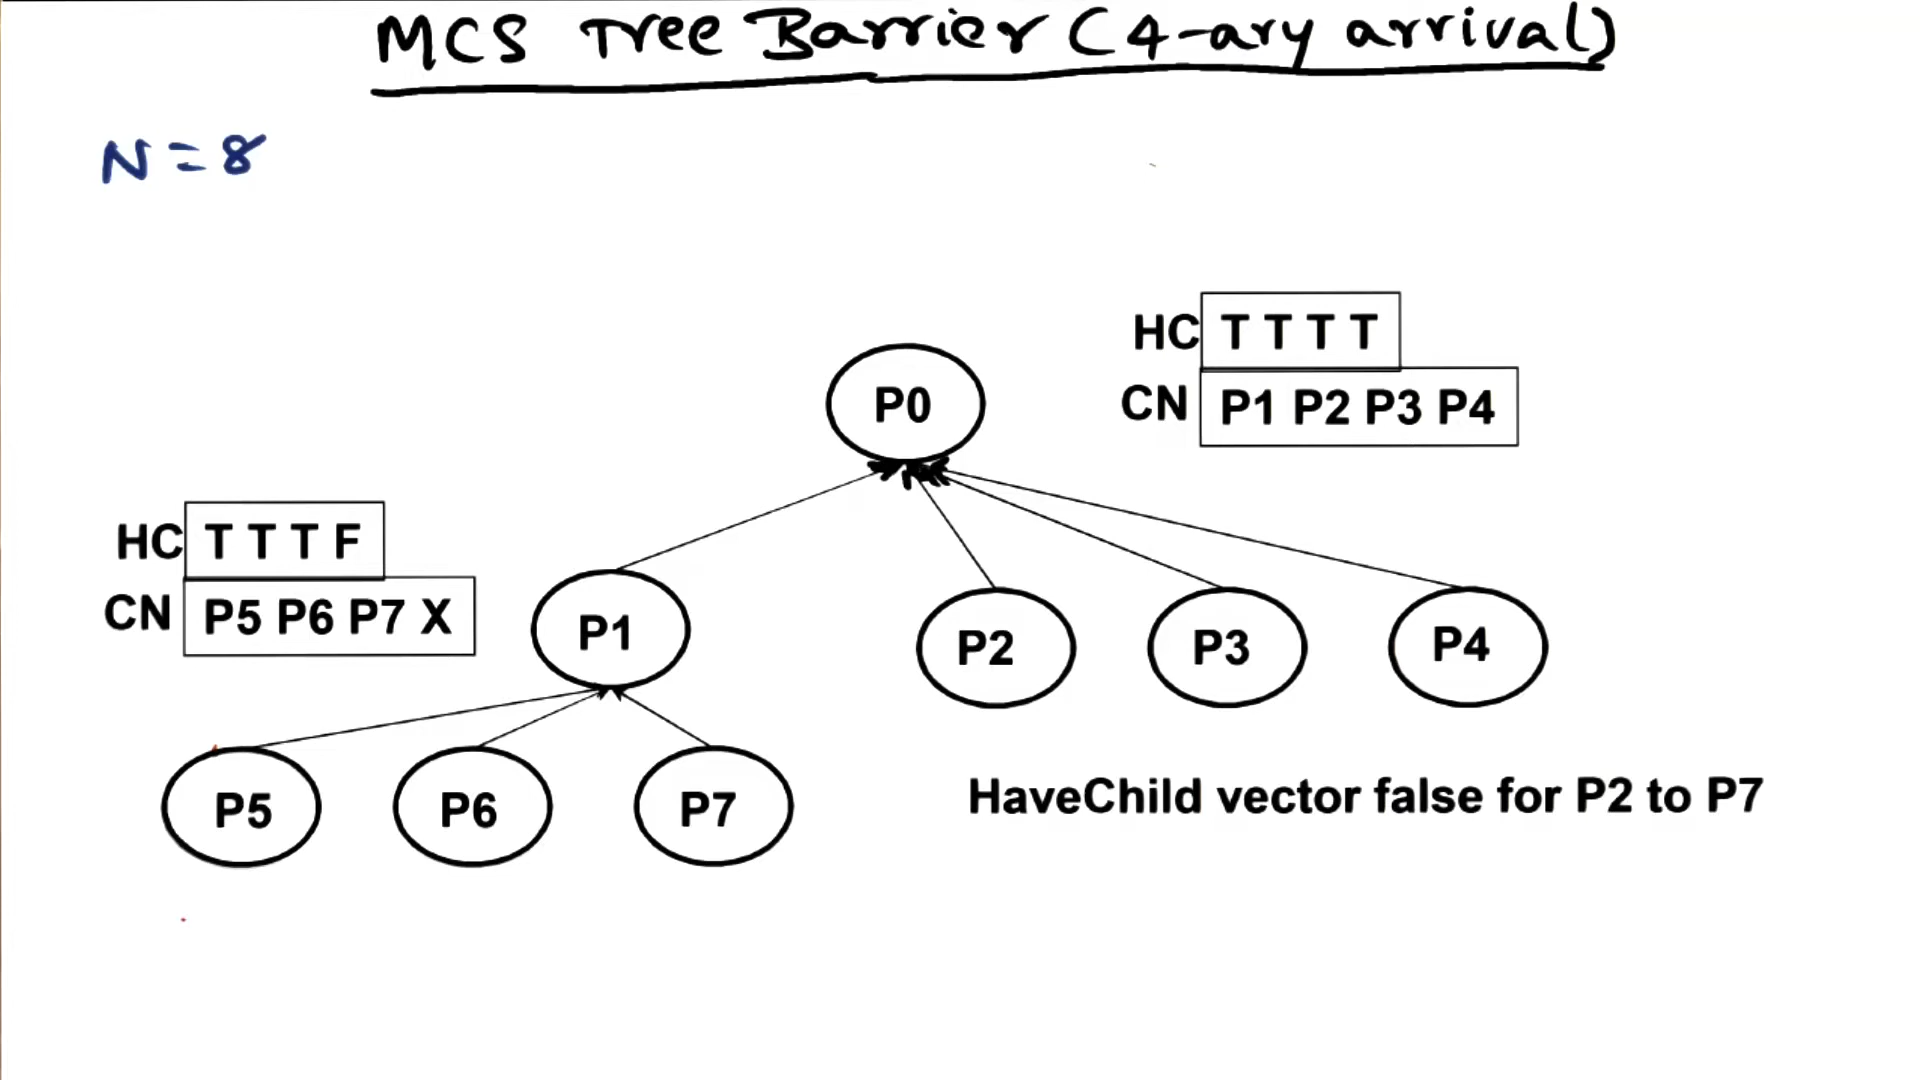 MCS Tree Barrier (4-ary arrival)
N=8
HC T T T T
P0
CN P1 P2 P3 P4
HC T T T F
CN P5 P6 P7 X
P1
P2
P3
P4
P5
P6
P7
HaveChild vector false for P2 to P7